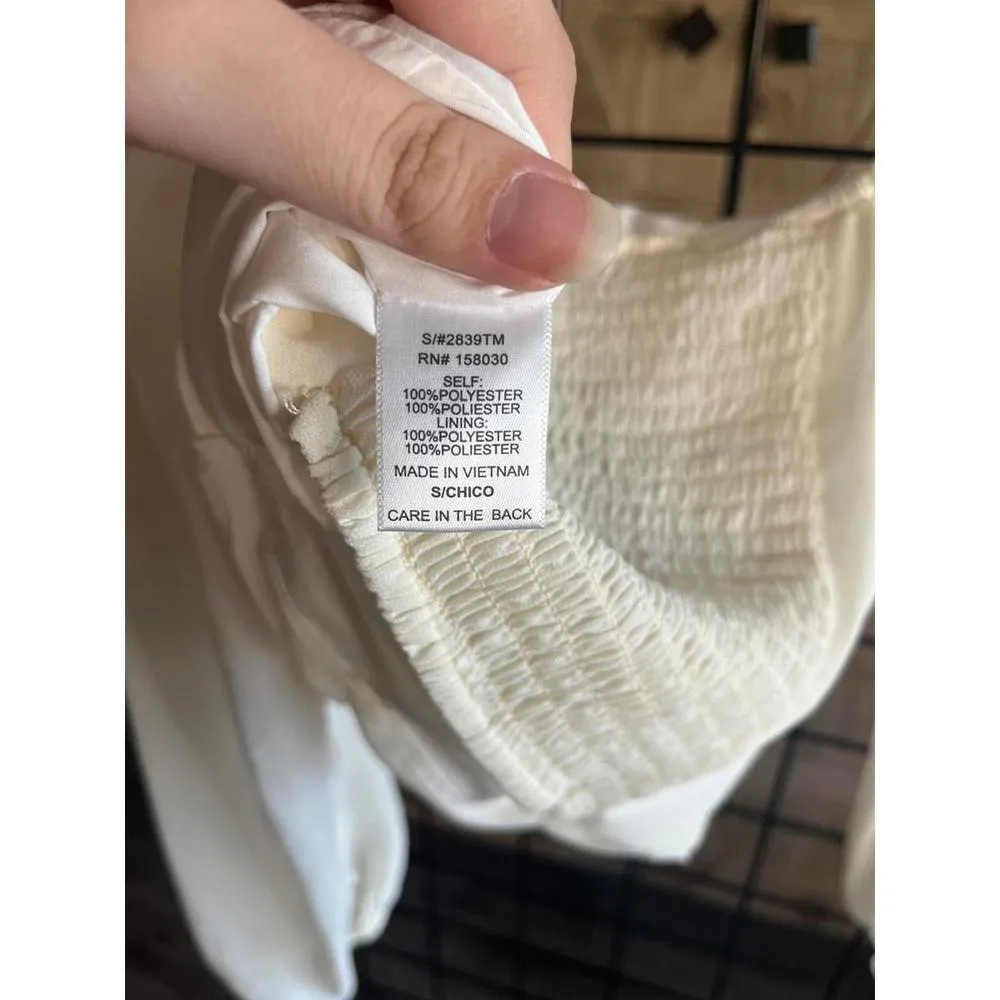 S/#2839TM
RN# 158030
SELF:
100%POLYESTER
100%POLIESTER
LINING:
100%POLYESTER
100%POLIESTER
MADE IN VIETNAM
S/CHICO
CARE IN THE BACK